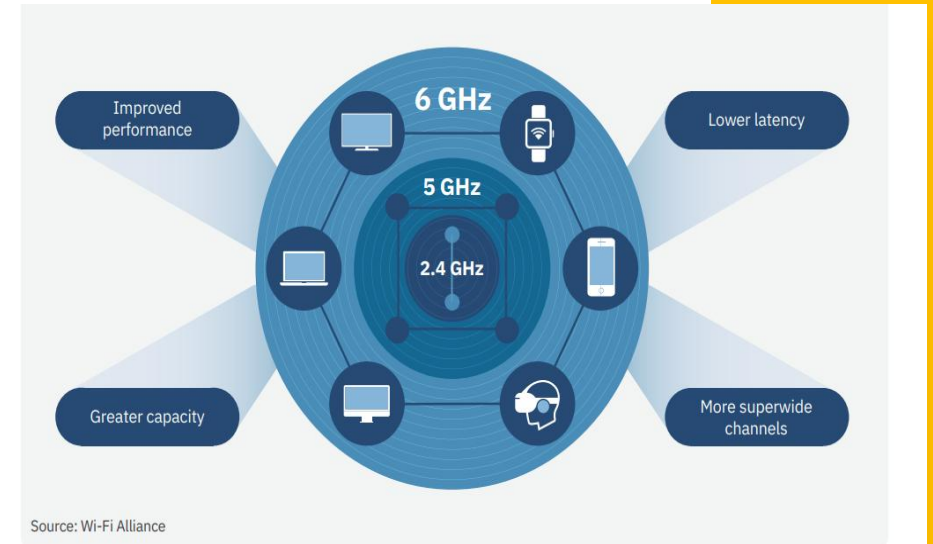 6 GHz
Improved
performance
Lower latency
5 GHz
2.4 GHz
Greater capacity
More superwide
channels
Source: Wi-Fi Alliance